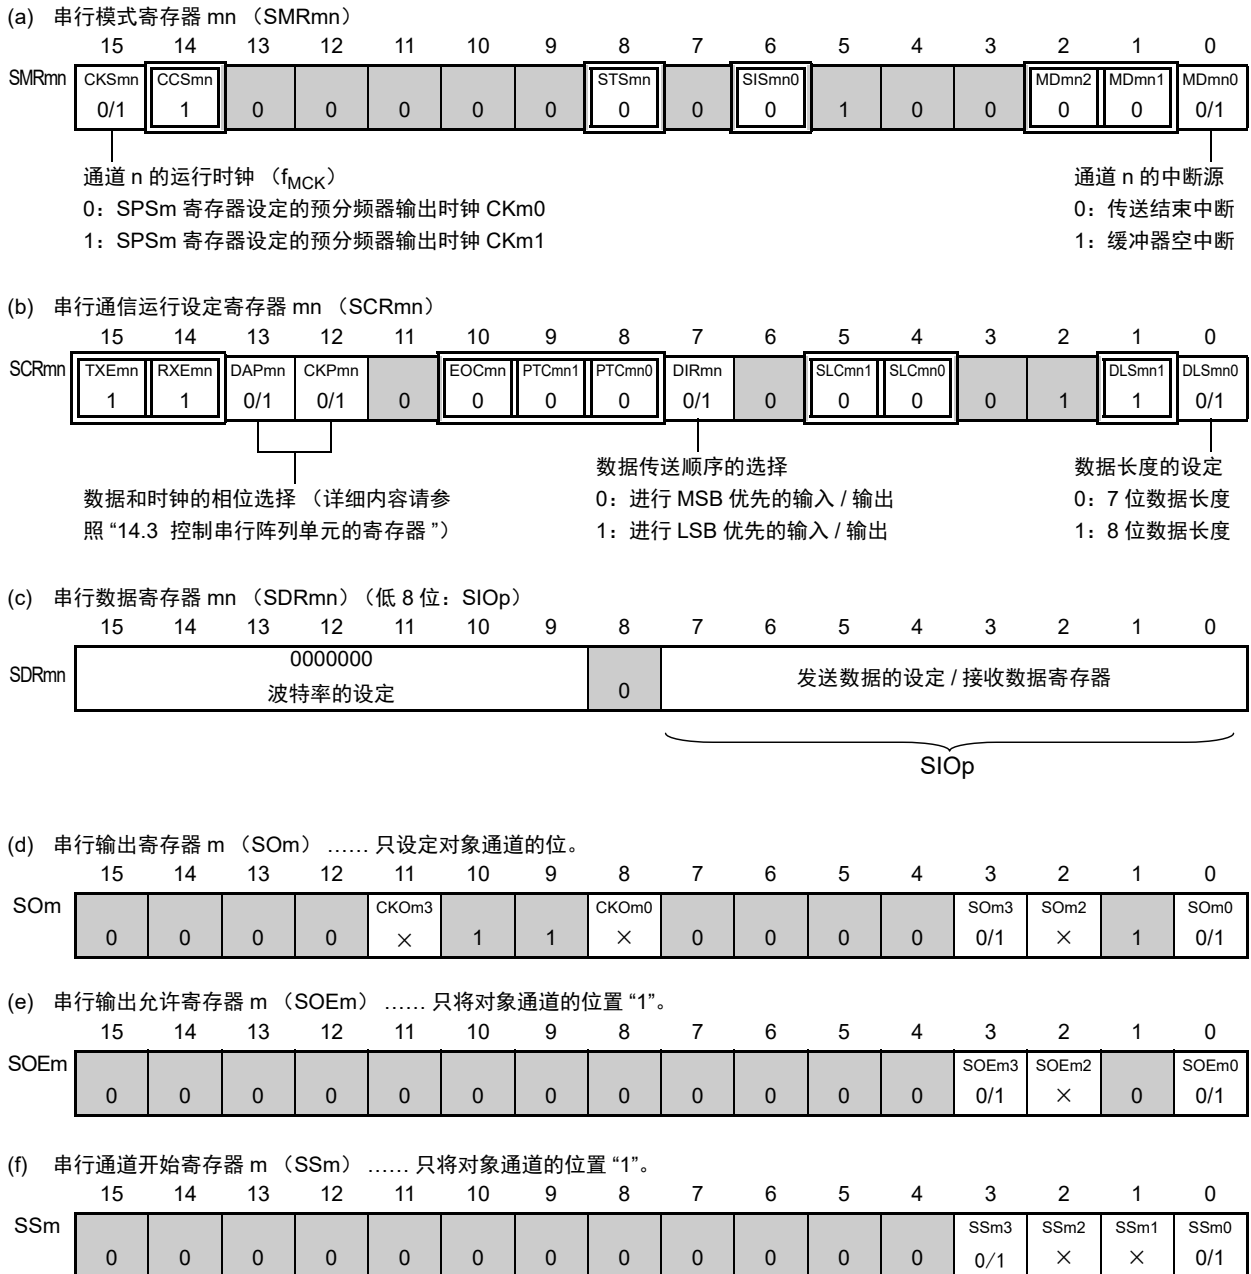 (a) 串行模式寄存器 mn （SMRmn）
15 14 13 12 11 10 9 8 7 6 5 4 3 2 1 0
SMRmn CKSmn CCSmn STSmn SISmn0 MDmn2 MDmn1 MDmn0
0/1 1 0 0 0 0 0 0 0 0 1 0 0 0 0 0/1
通道 n 的运行时钟 （fMCK） 通道 n 的中断源
0：SPSm 寄存器设定的预分频器输出时钟 CKm0 0：传送结束中断
1：SPSm 寄存器设定的预分频器输出时钟 CKm1 1：缓冲器空中断
(b) 串行通信运行设定寄存器 mn （SCRmn）
15 14 13 12 11 10 9 8 7 6 5 4 3 2 1 0
SCRmn TXEmn RXEmn DAPmn CKPmn EOCmn PTCmn1 PTCmn0 DIRmn SLCmn1 SLCmn0 DLSmn1 DLSmn0
1 1 0/1 0/1 0 0 0 0 0/1 0 0 0 0 1 1 0/1
数据传送顺序的选择 数据长度的设定
数据和时钟的相位选择 （详细内容请参 0：进行 MSB 优先的输入 / 输出 0：7 位数据长度
照 “14.3 控制串行阵列单元的寄存器 ”） 1：进行 LSB 优先的输入 / 输出 1：8 位数据长度
(c) 串行数据寄存器 mn （SDRmn）（低 8 位：SIOp）
15 14 13 12 11 10 9 8 7 6 5 4 3 2 1 0
SDRmn 0000000
波特率的设定 0 发送数据的设定 / 接收数据寄存器
SIOp
(d) 串行输出寄存器 m （SOm） …… 只设定对象通道的位。
15 14 13 12 11 10 9 8 7 6 5 4 3 2 1 0
SOm CKOm3 CKOm0 SOm3 SOm2 SOm0
0 0 0 0 × 1 1 × 0 0 0 0 0/1 × 1 0/1
(e) 串行输出允许寄存器 m （SOEm） …… 只将对象通道的位置 “1”。
15 14 13 12 11 10 9 8 7 6 5 4 3 2 1 0
SOEm SOEm3 SOEm2 SOEm0
0 0 0 0 0 0 0 0 0 0 0 0 0/1 × 0 0/1
(f) 串行通道开始寄存器 m （SSm） …… 只将对象通道的位置 “1”。
15 14 13 12 11 10 9 8 7 6 5 4 3 2 1 0
SSm SSm3 SSm2 SSm1 SSm0
0 0 0 0 0 0 0 0 0 0 0 0 0/1 × × 0/1